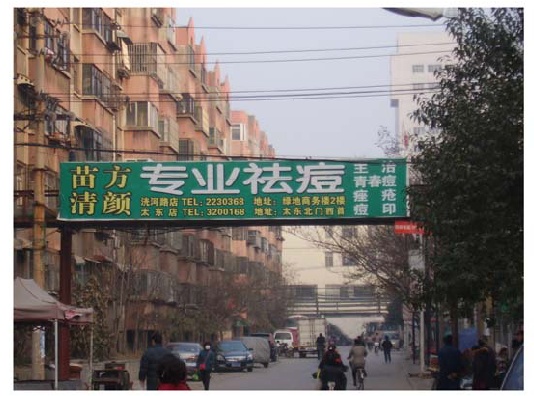 苗方清颜
专业祛痘
洗河路店 TEL:2230368 地址:绿地商务楼2楼
太东店 TEL:3200168 地址:太东北门西首
主治
青春痘
痤疮
痘印